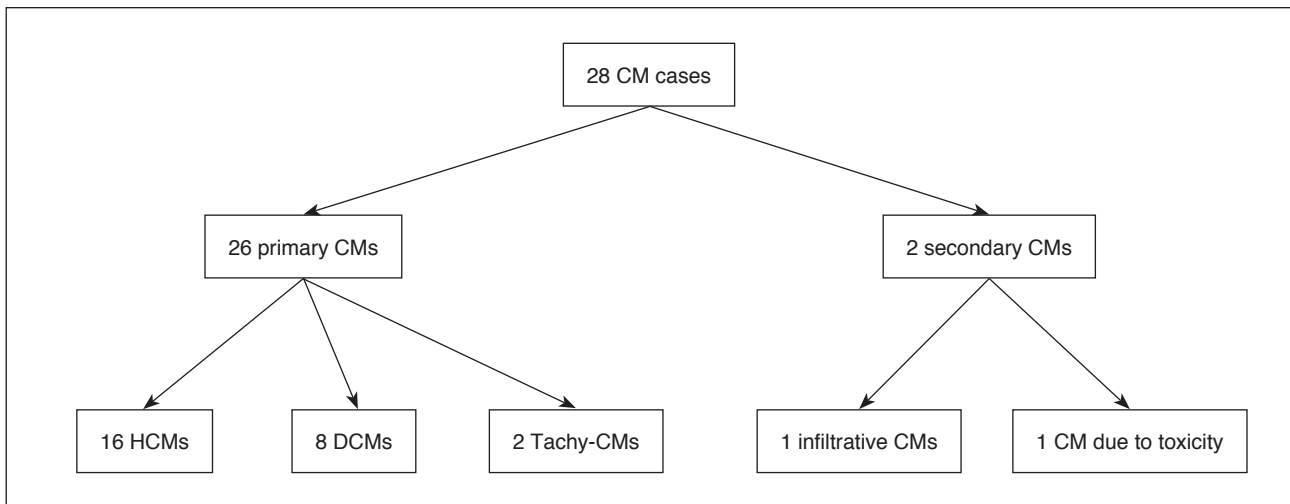 28 CM cases
26 primary CMs
2 secondary CMs
16 HCMs
8 DCMs
2 Tachy-CMs
1 infiltrative CMs
1 CM due to toxicity